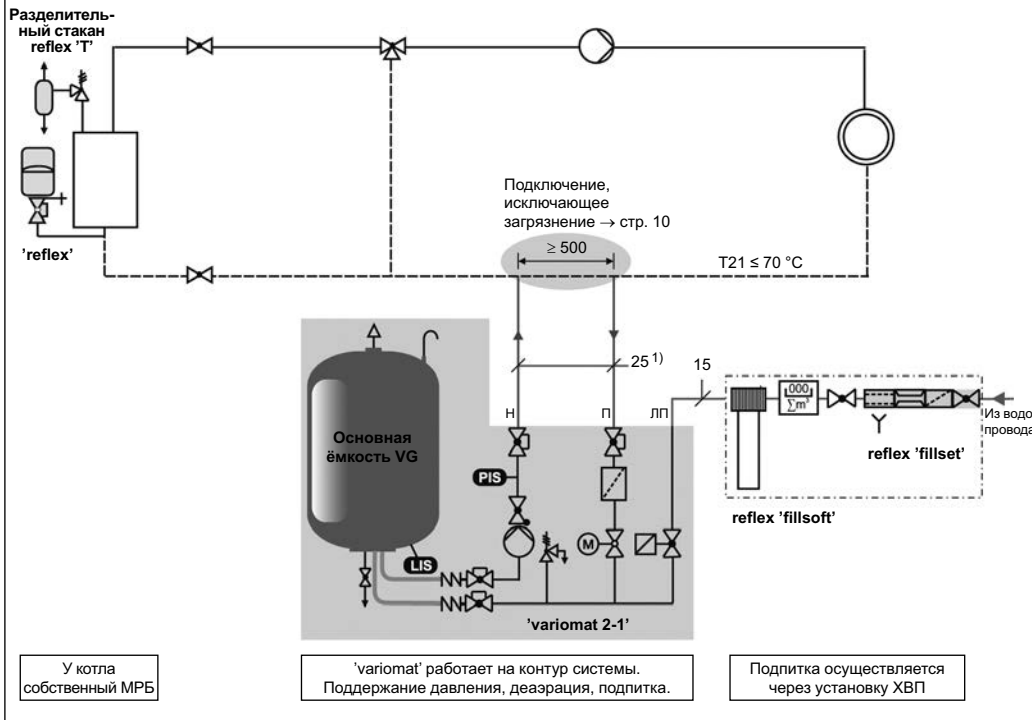 Разделитель-
ный стакан
reflex 'T'
'reflex'
Подключение,
исключающее
загрязнение → стр. 10
≥ 500
T21 ≤ 70 °C
25 1)
15
Н
П
ЛП
000
∑m³
Из водо
провода
reflex 'fillset'
reflex 'fillsoft'
Основная
ёмкость VG
PIS
M
LIS
'variomat 2-1'
У котла
собственный МРБ
'variomat' работает на контур системы.
Поддержание давления, деаэрация, подпитка.
Подпитка осуществляется
через установку ХВП